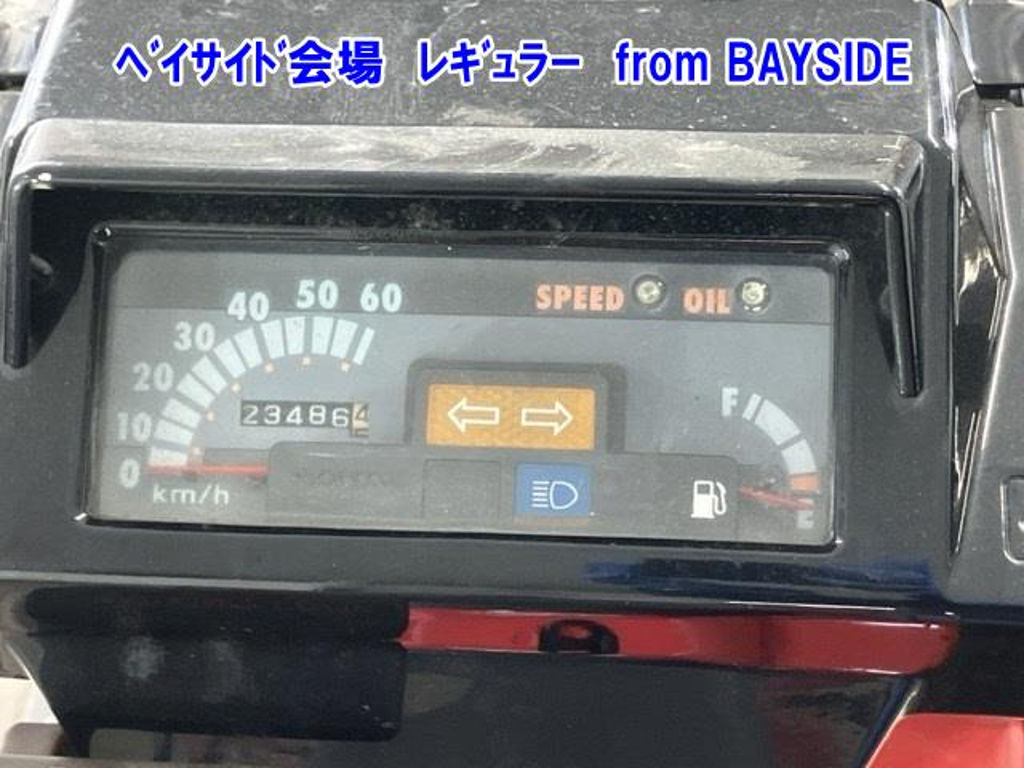 ﾍﾞｲｻｲﾄﾞ会場　ﾚｷﾞｭﾗｰ　from BAYSIDE
40 50 60 SPEED OIL
30
20
F
10 234864
0
km/h
E